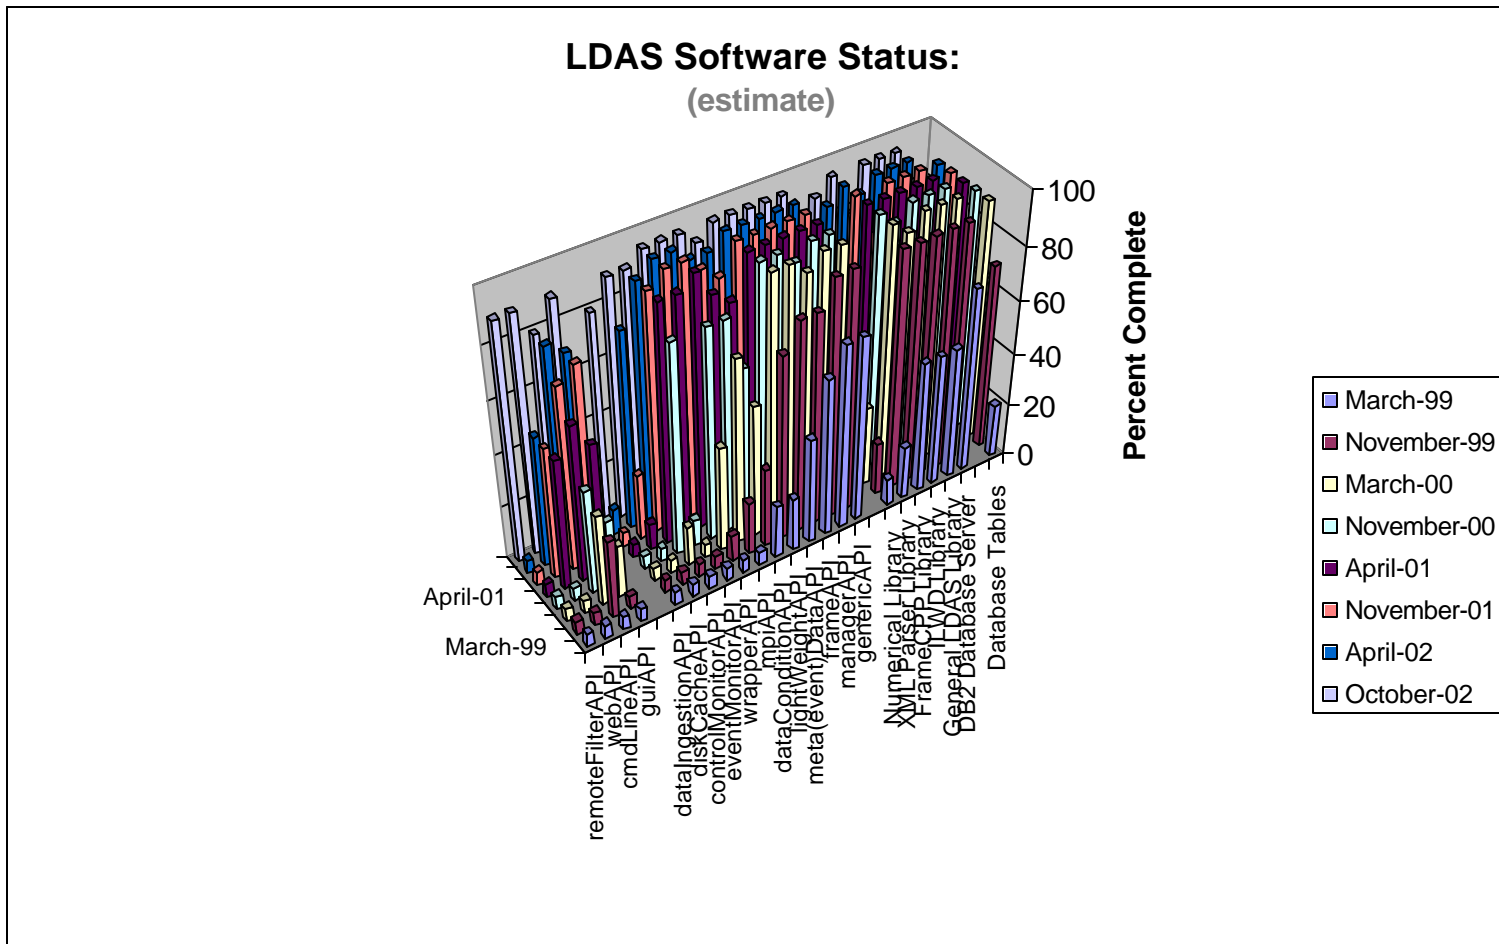 LDAS Software Status:
(estimate)
100
80
60
40
20
0
Percent Complete
April-01
March-99
remoteFilterAPI
webAPI
cmdLineAPI
guiAPI
dataIngestionAPI
diskCacheAPI
controlMonitorAPI
eventMonitorAPI
wrapperAPI
mpiAPI
dataConditionAPI
lightWeightAPI
meta(event)DataAPI
frameAPI
managerAPI
genericAPI
Numerical Library
XML Parser Library
FrameCPP Library
ILWD Library
General LDAS Library
DB2 Database Server
Database Tables
March-99
November-99
March-00
November-00
April-01
November-01
April-02
October-02